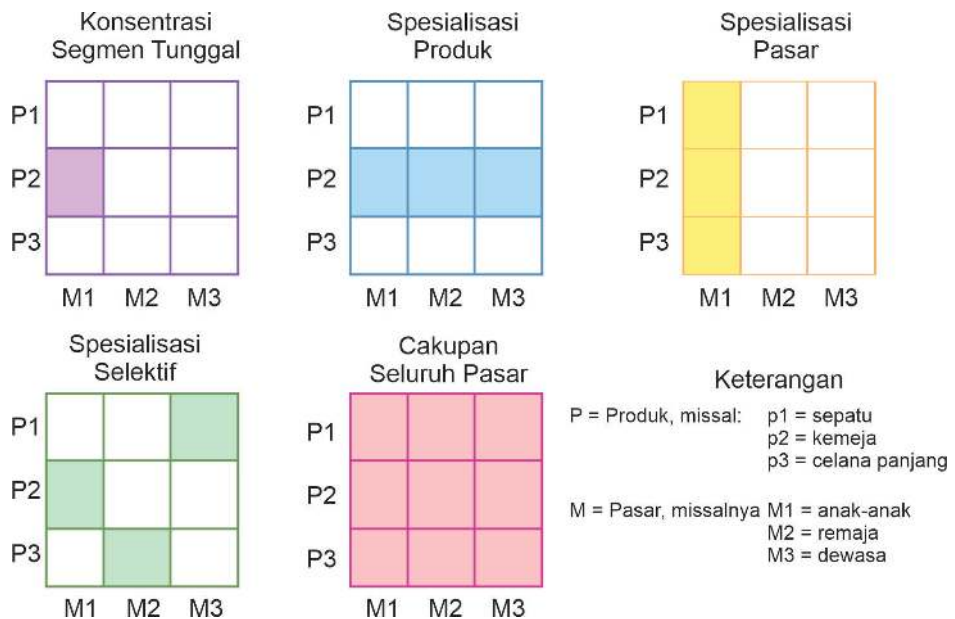 Konsentrasi
Segmen Tunggal
P1
P2
P3
M1 M2 M3
Spesialisasi
Produk
P1
P2
P3
M1 M2 M3
Spesialisasi
Pasar
P1
P2
P3
M1 M2 M3
Spesialisasi
Selektif
P1
P2
P3
M1 M2 M3
Cakupan
Seluruh Pasar
P1
P2
P3
M1 M2 M3
Keterangan
P = Produk, missal: p1 = sepatu
p2 = kemeja
p3 = celana panjang
M = Pasar, missalnya M1 = anak-anak
M2 = remaja
M3 = dewasa